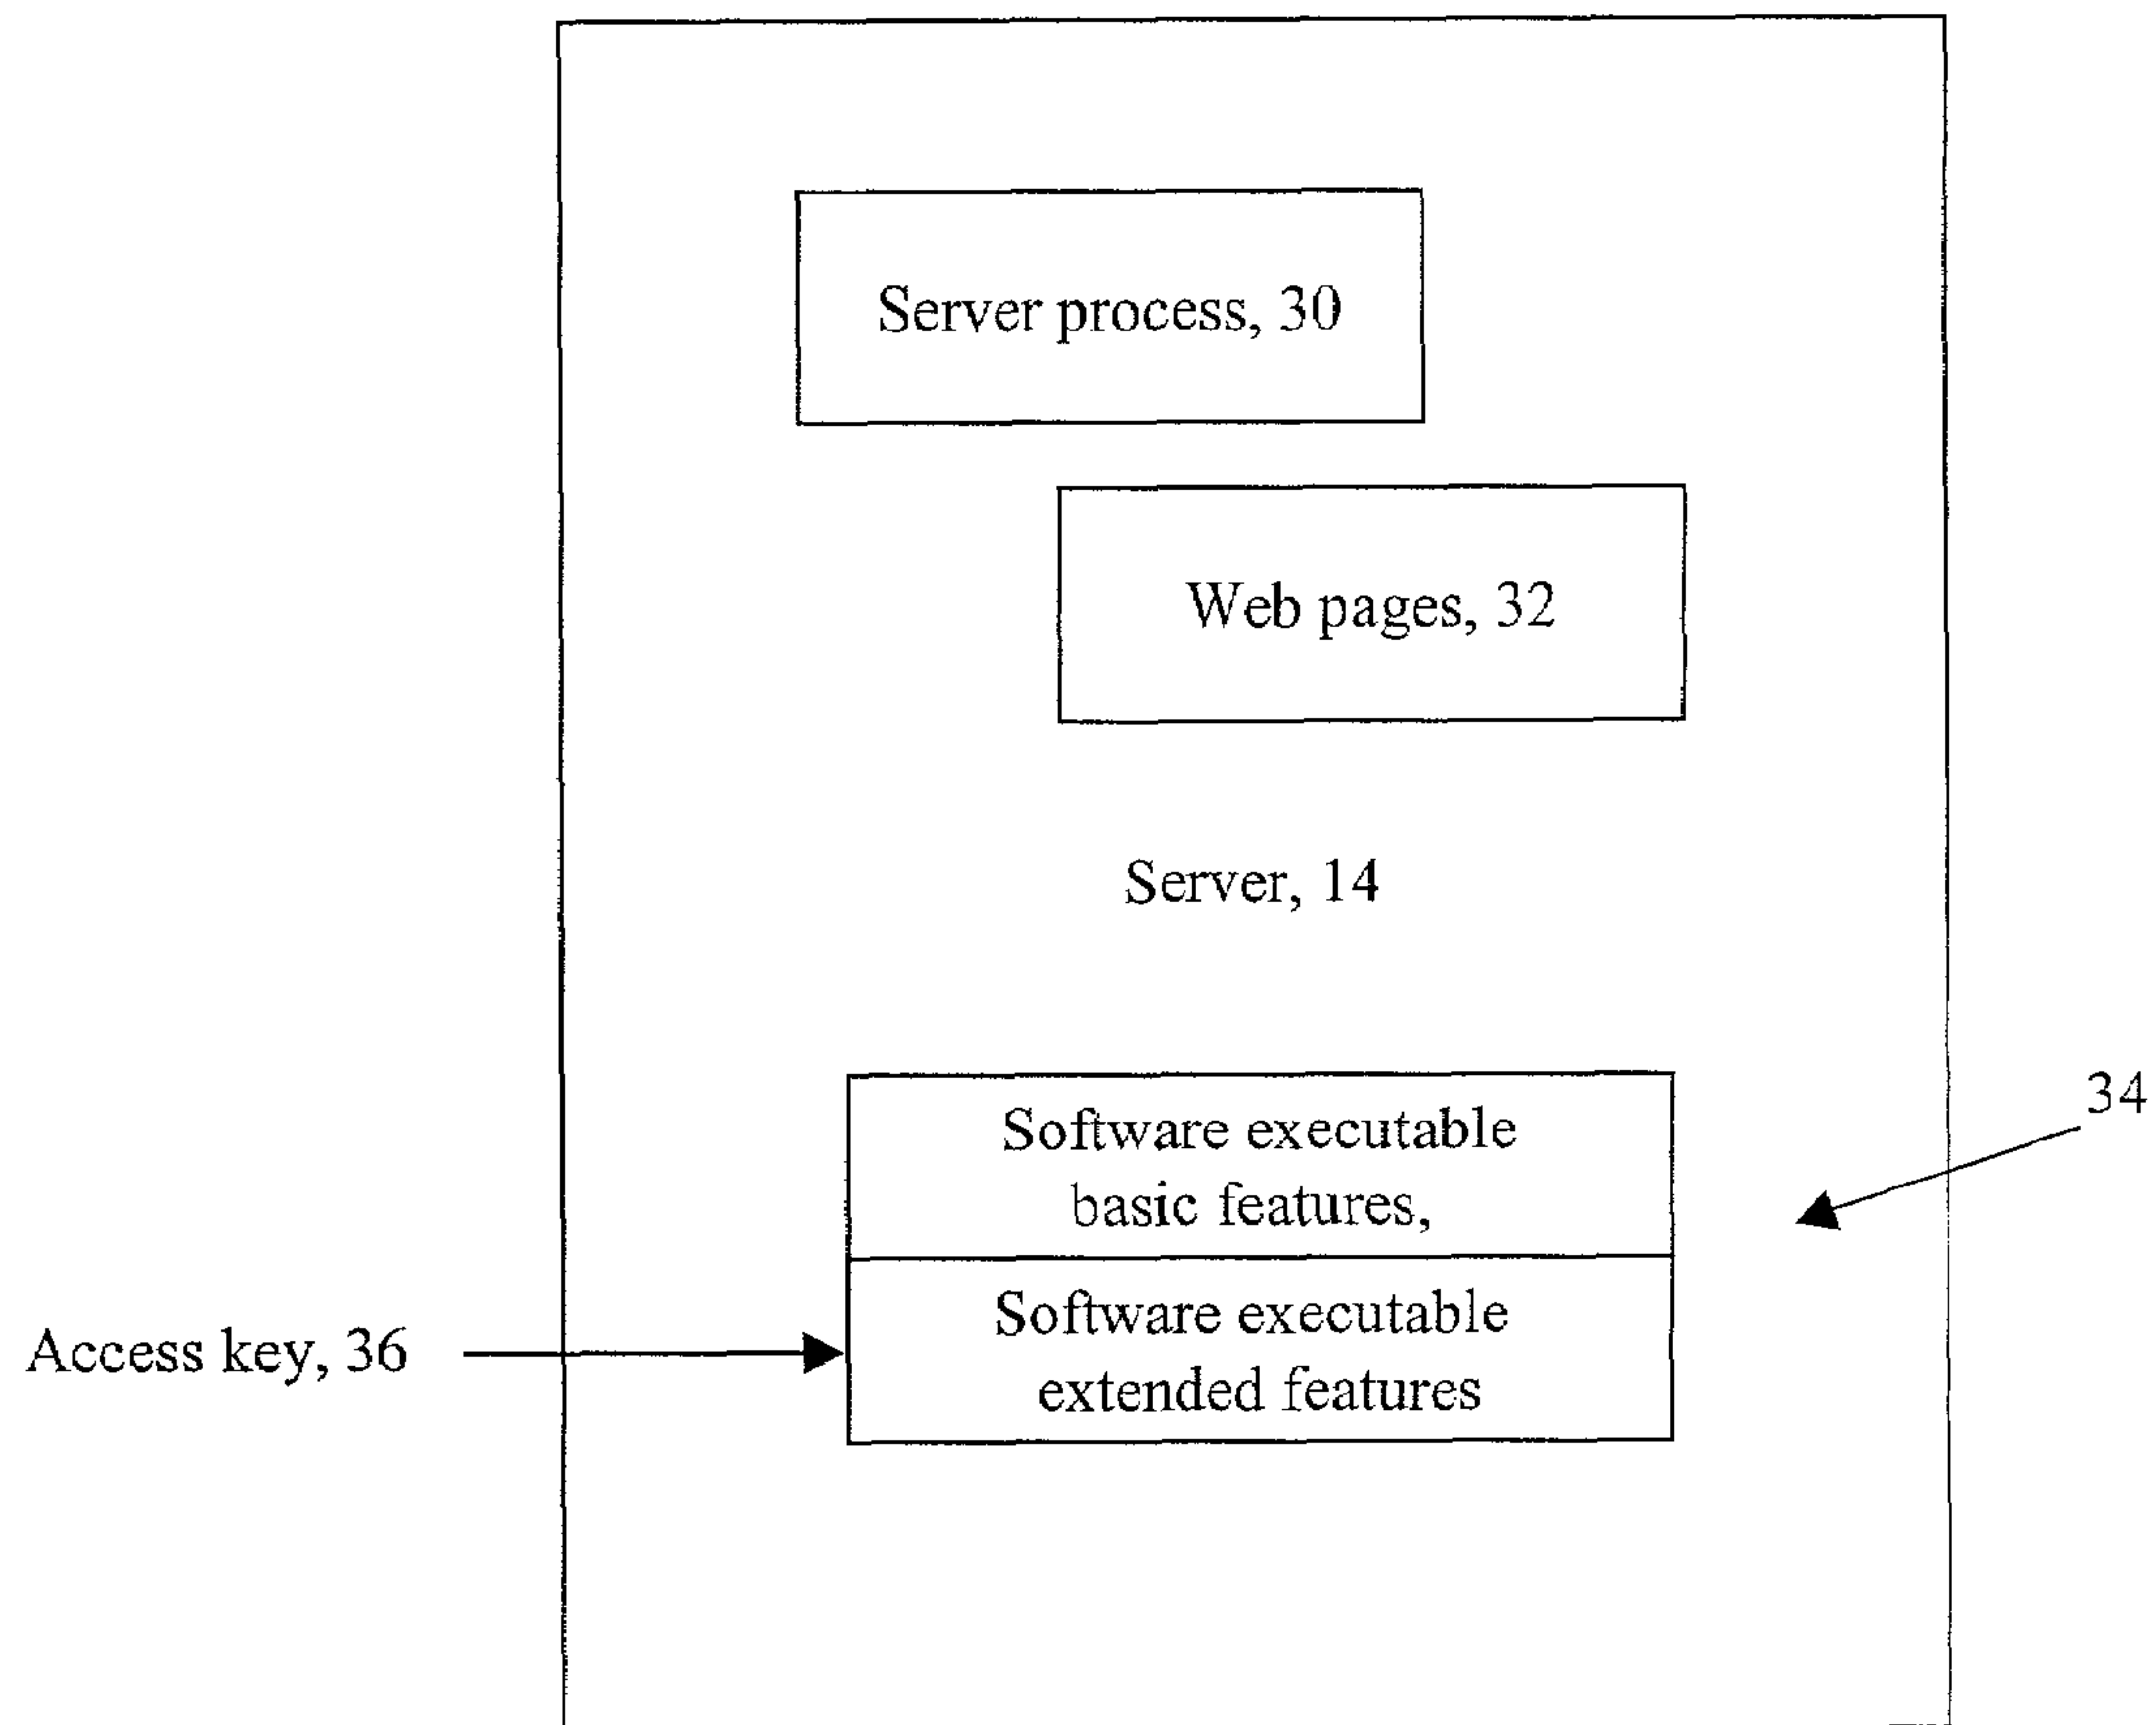 Server process, 30
Web pages, 32
Server, 14
34
Software executable
basic features,
Software executable
extended features
Access key, 36